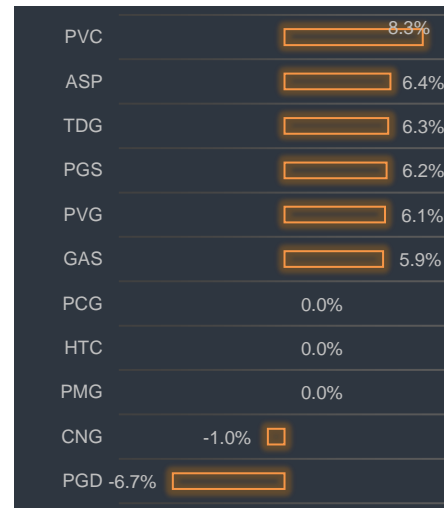 PVC 8.3%
ASP 6.4%
TDG 6.3%
PGS 6.2%
PVG 6.1%
GAS 5.9%
PCG 0.0%
HTC 0.0%
PMG 0.0%
CNG -1.0%
PGD -6.7%